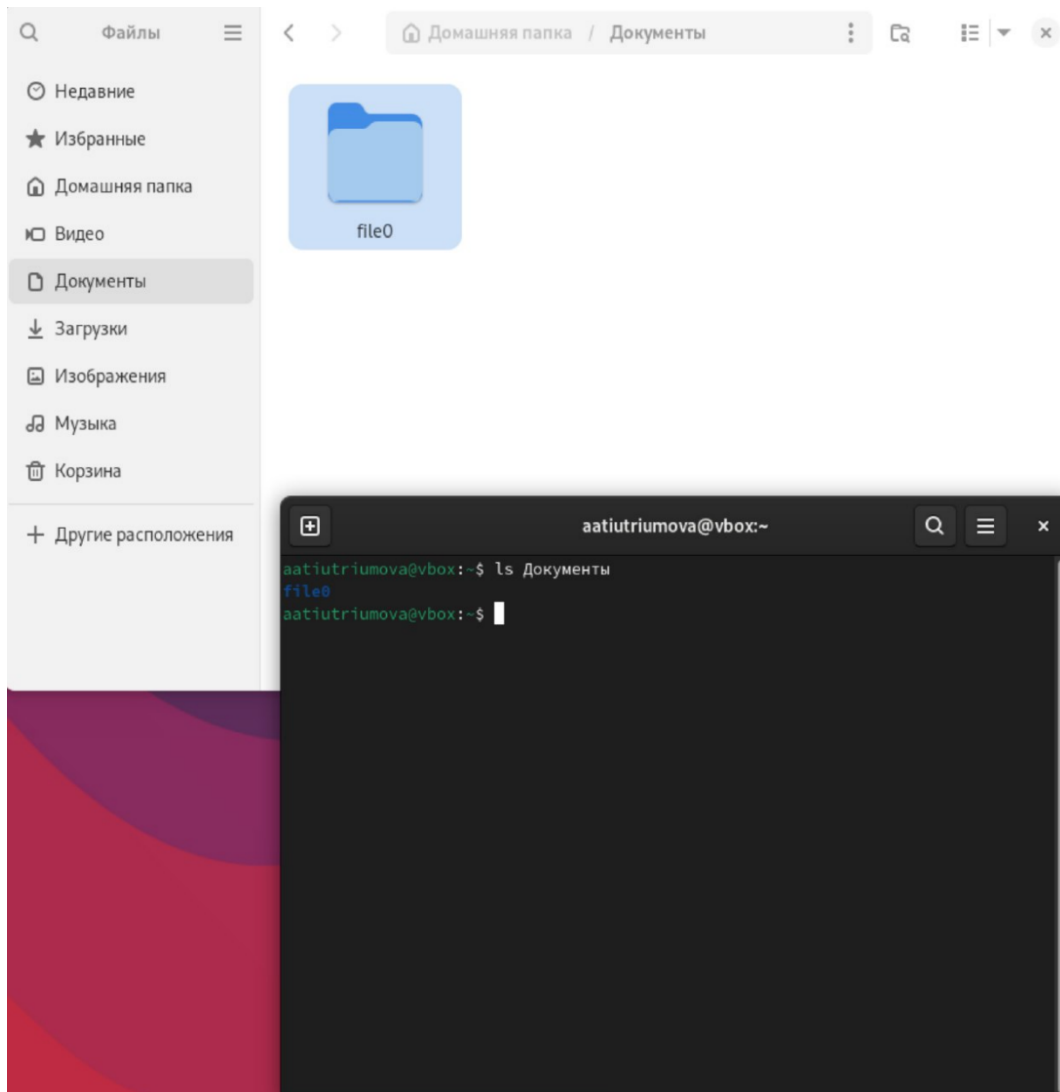 Файлы
Домашняя папка / Документы
Недавние
Избранные
Домашняя папка
Видео
Документы
Загрузки
Изображения
Музыка
Корзина
Другие расположения
file0
aatiutriumova@vbox:~
aatiutriumova@vbox:~$ ls Документы
file0
aatiutriumova@vbox:~$